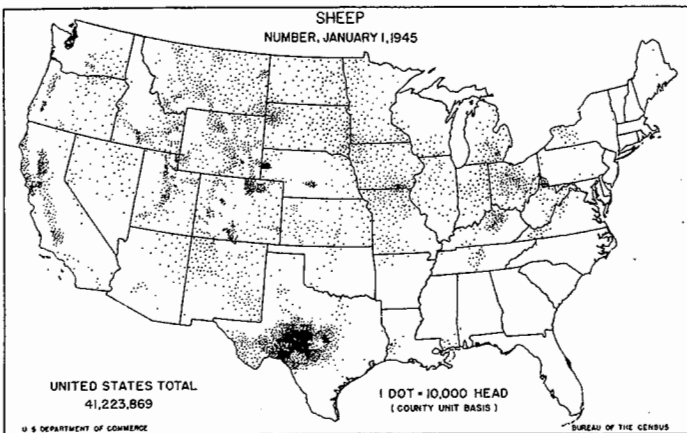 SHEEP
NUMBER, JANUARY 1, 1945
UNITED STATES TOTAL
41,223,869
1 DOT = 10,000 HEAD
(COUNTY UNIT BASIS)
U S DEPARTMENT OF COMMERCE
BUREAU OF THE CENSUS